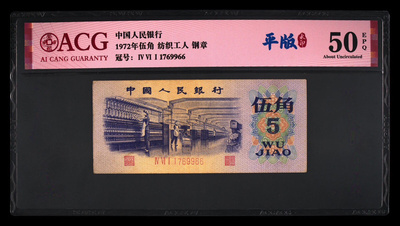 ACG
AI CANG GUARANTY
中国人民银行
1972年伍角 纺织工人 钢章
冠号: IV VI I 1769966
平版
50 EPQ
About Uncirculated
中國人民銀行
伍角
5
WU
JIAO
IV VI I 1769966